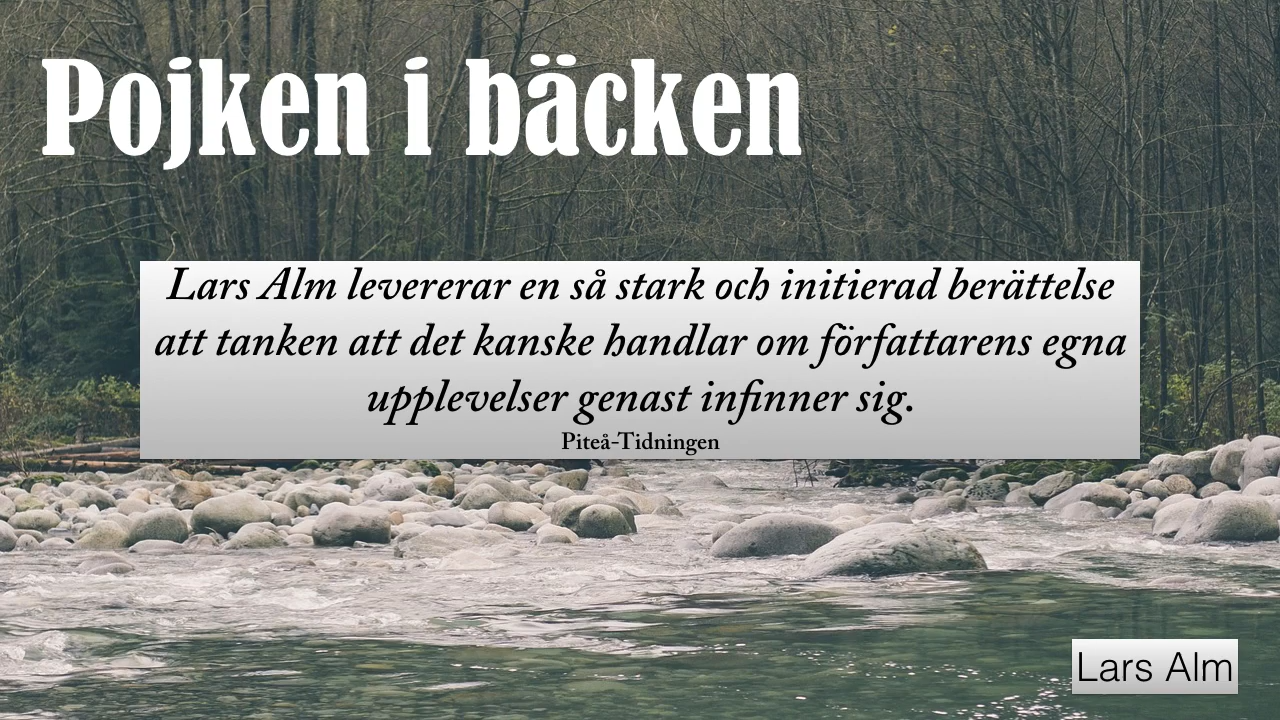 Pojken i bäcken
Lars Alm levererar en så stark och initierad berättelse
att tanken att det kanske handlar om författarens egna
upplevelser genast infinner sig.
Piteå-Tidningen
Lars Alm